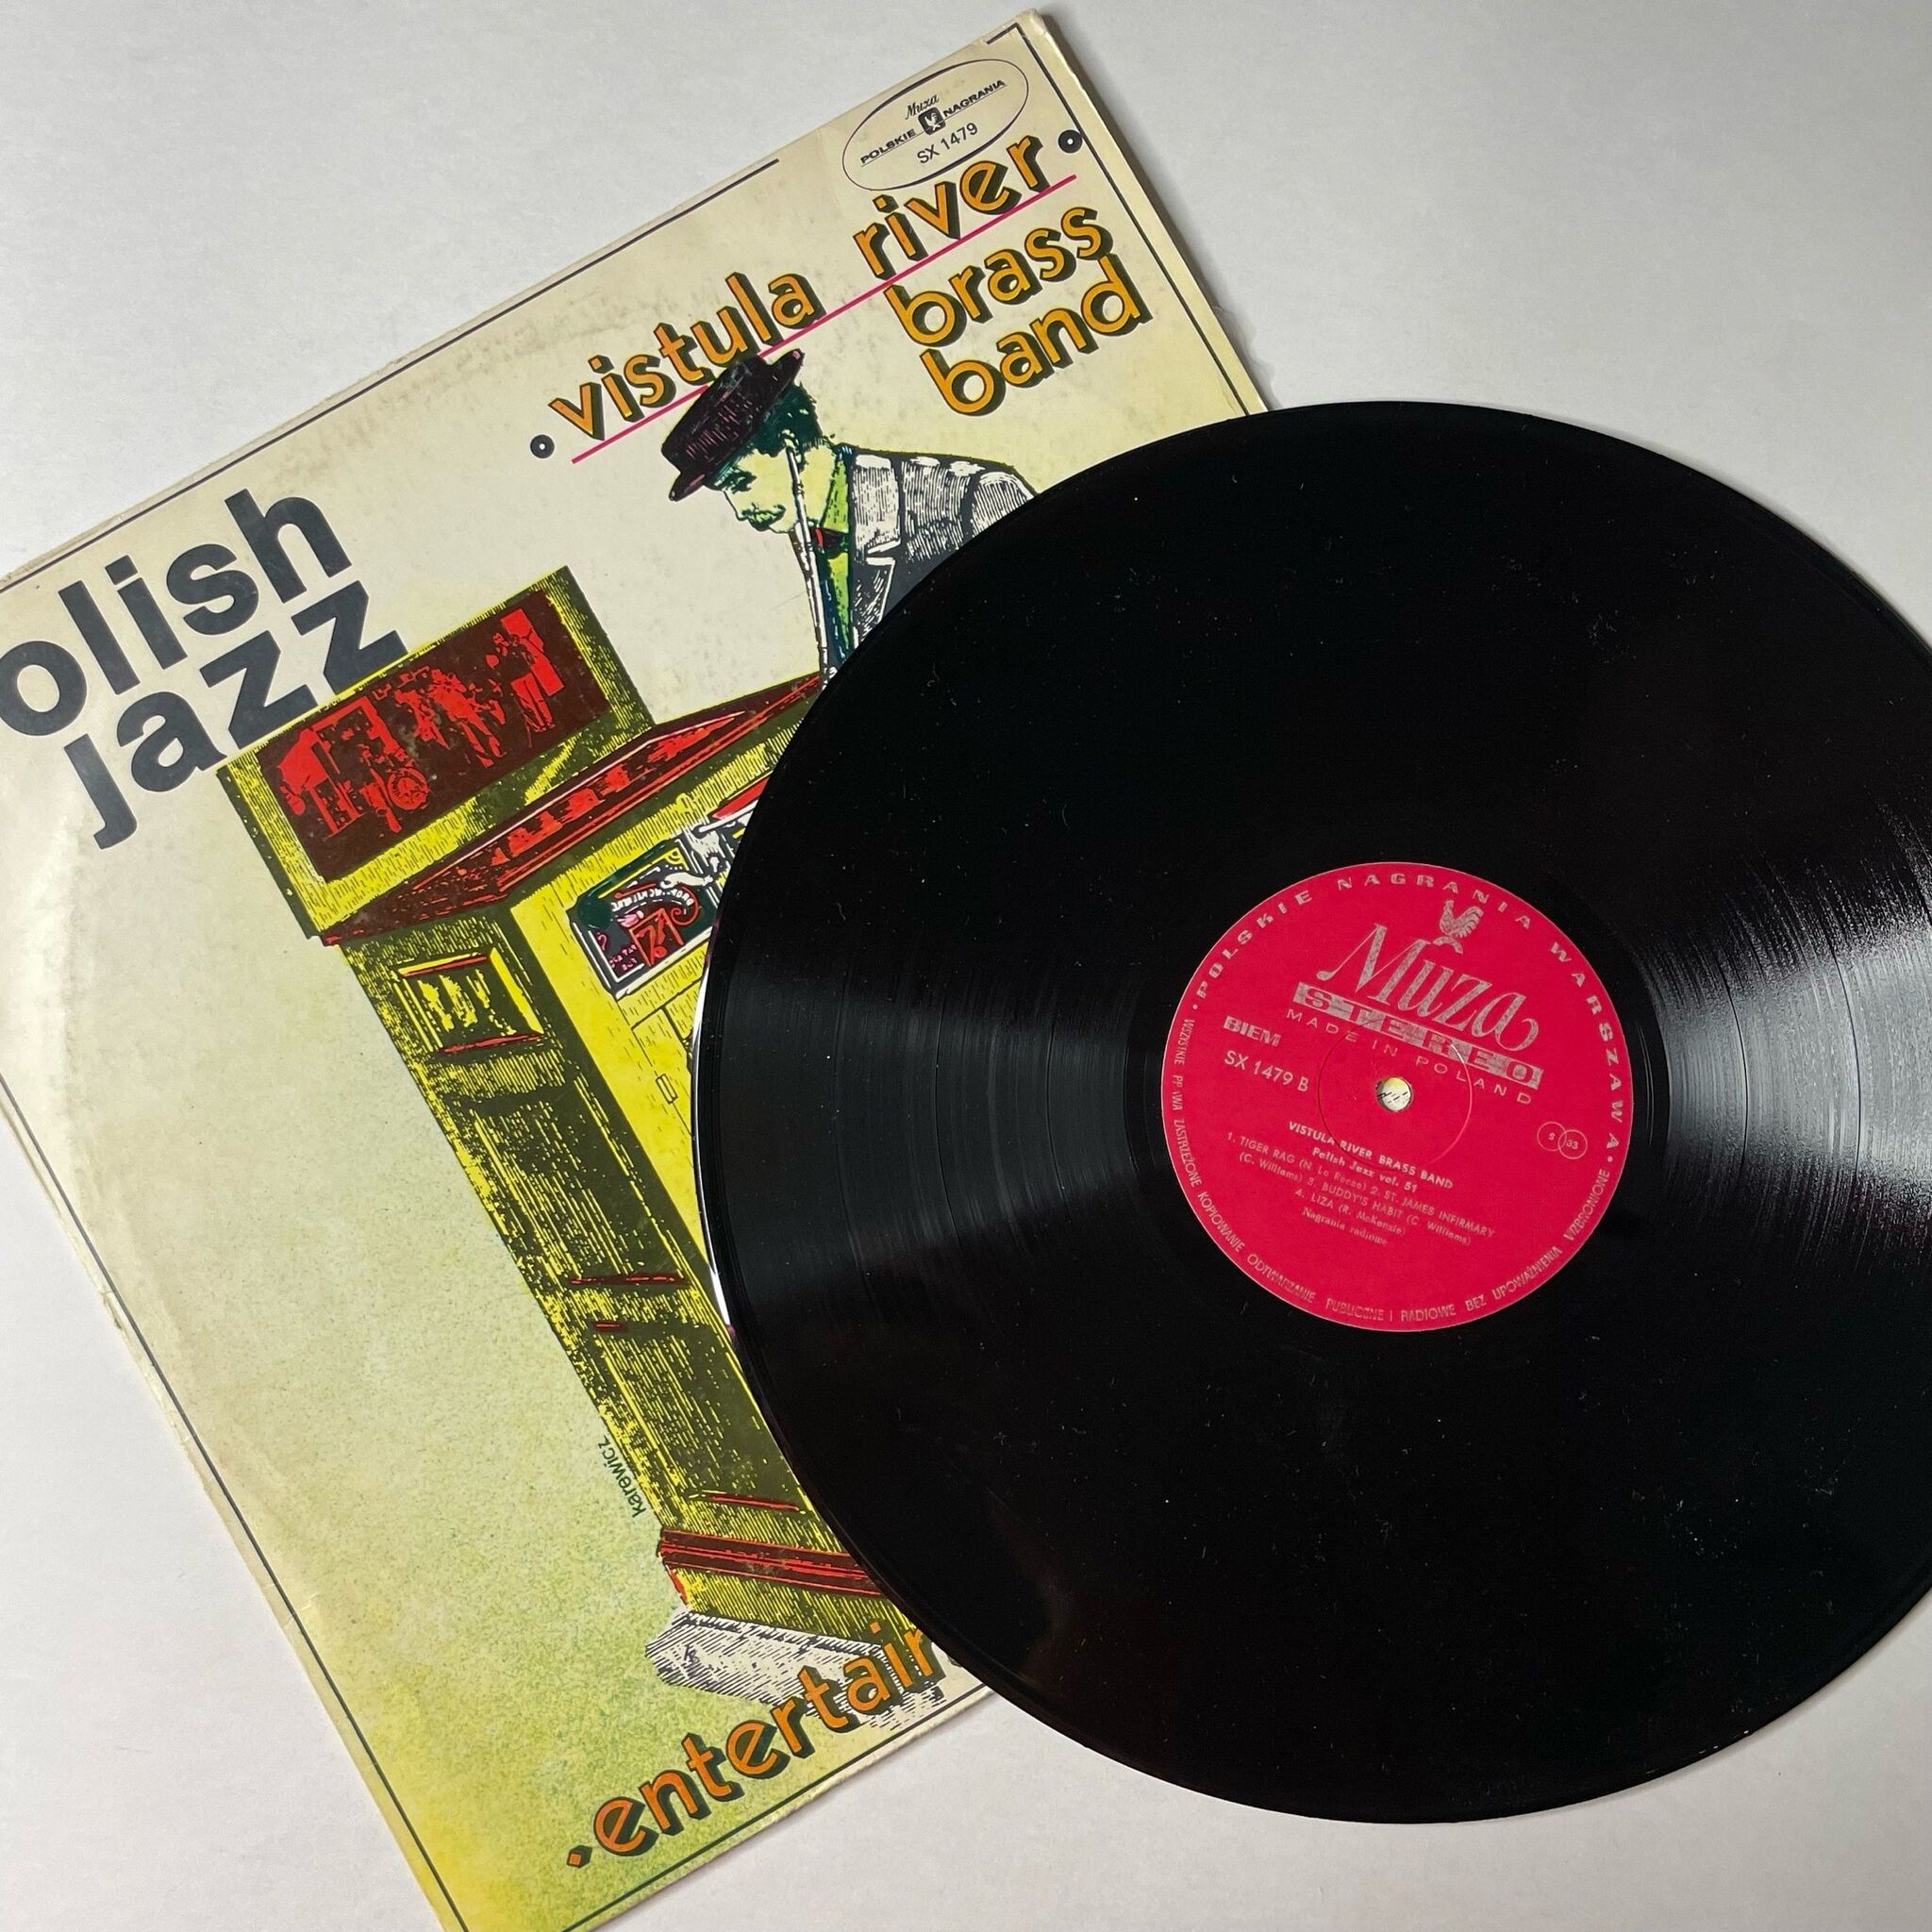 Muza
POLSKIE NAGRANIA
SX 1479
vistula river
brass
band
olish
jazz
karewicz
entertain
POLSKIE NAGRANIA WARSZAWA
Muza
STEREO
MADE IN POLAND
BIEM
SX 1479 B
S 33
VISTULA RIVER BRASS BAND
Polish Jazz vol. 51
1. TIGER RAG (N. La Rocca) 2. ST. JAMES INFIRMARY
(C. Williams) 3. BUDDY'S HABIT (C. Williams)
4. LIZA (R. McKenzie)
Nagrania radiowe
WSZYSTKIE PRAWA ZASTRZEŻONE KOPIOWANIE ODTWARZANIE PUBLICZNE I RADIOWE BEZ UPOWAŻNIENIA WZBRONIONE